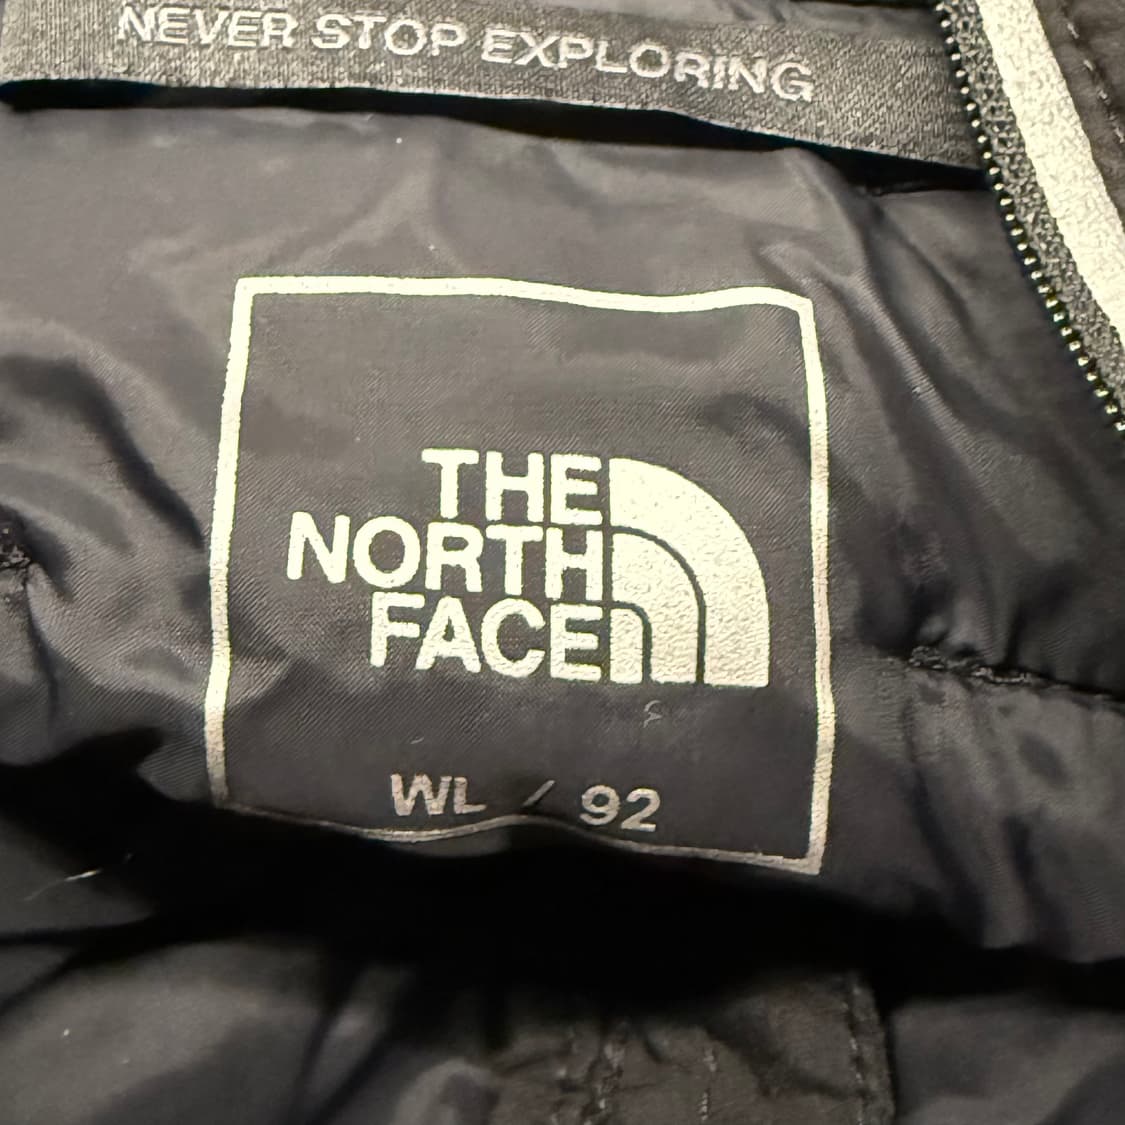 NEVER STOP EXPLORING
THE
NORTH
FACE
WL / 92